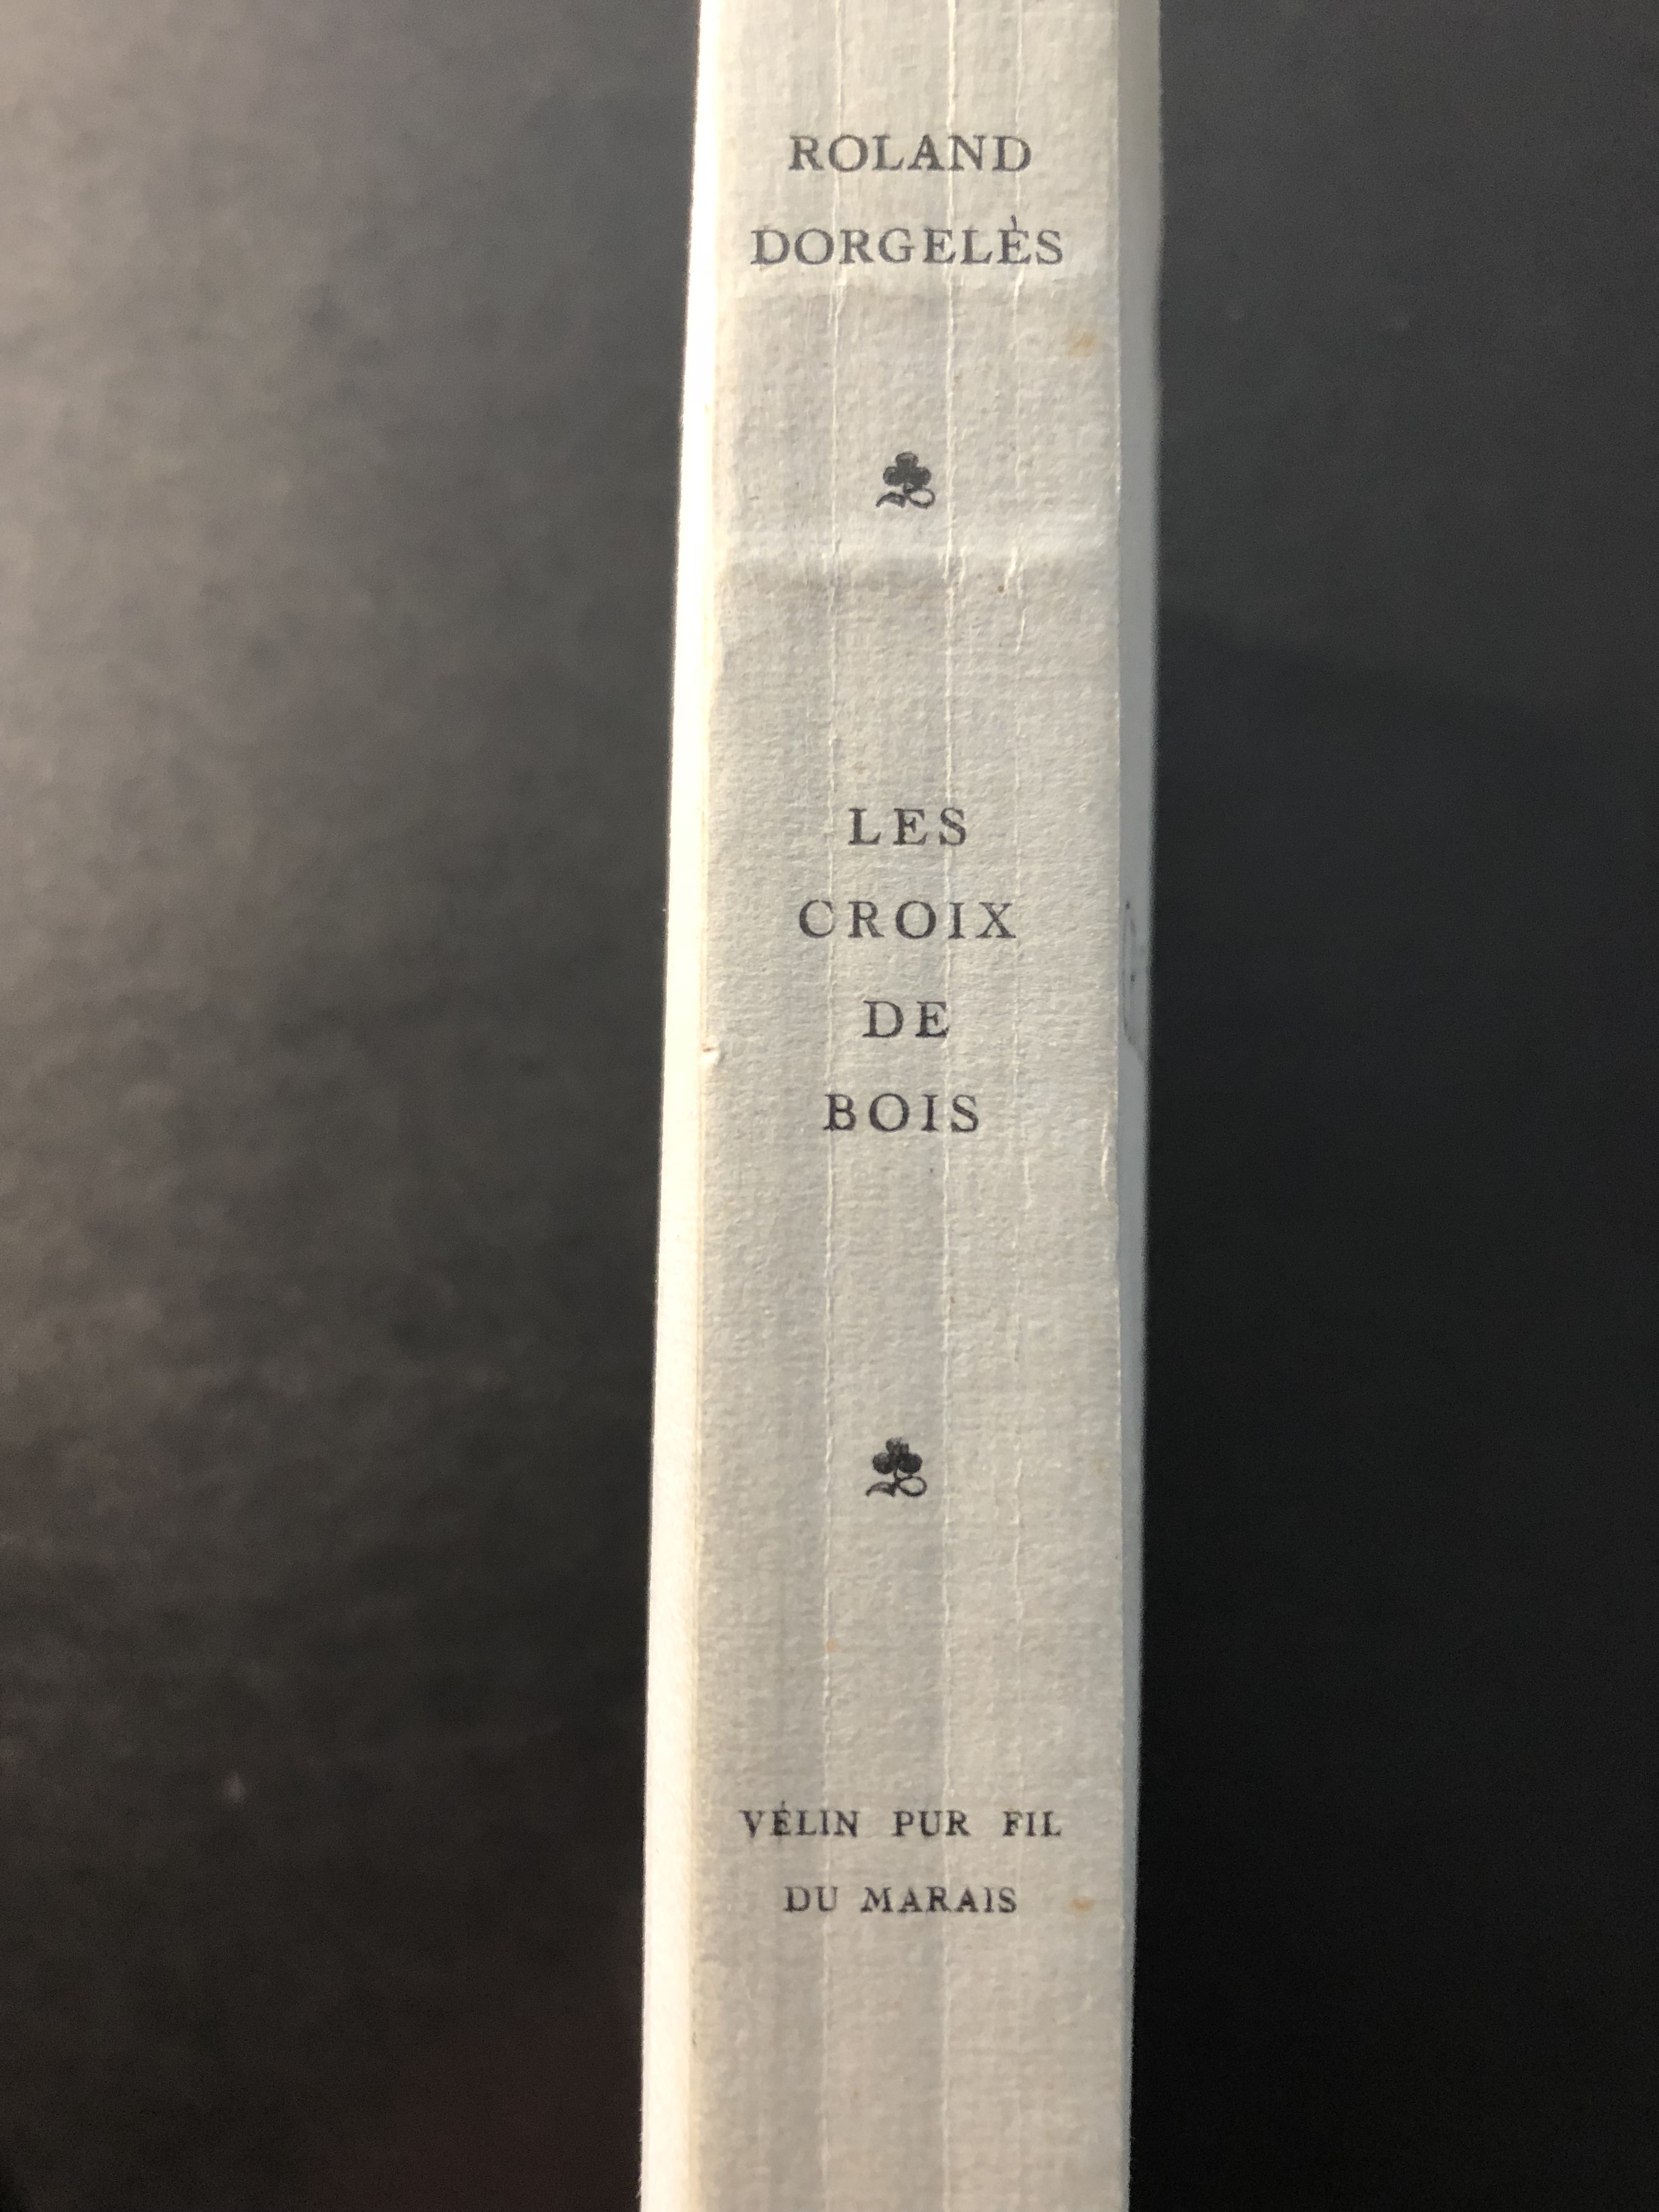 ROLAND
DORGELÈS
LES
CROIX
DE
BOIS
VÉLIN PUR FIL
DU MARAIS